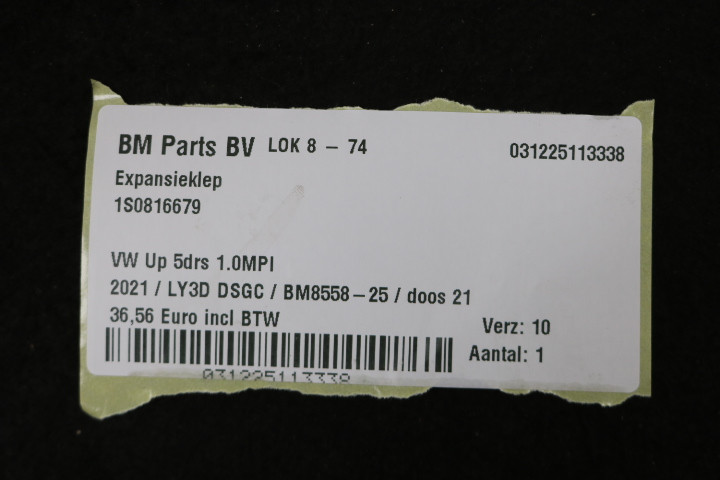 BM Parts BV LOK 8 - 74 031225113338
Expansieklep
1S0816679
VW Up 5drs 1.0MPI
2021 / LY3D DSGC / BM8558-25 / doos 21
36,56 Euro incl BTW
Verz: 10
Aantal: 1
031225113338